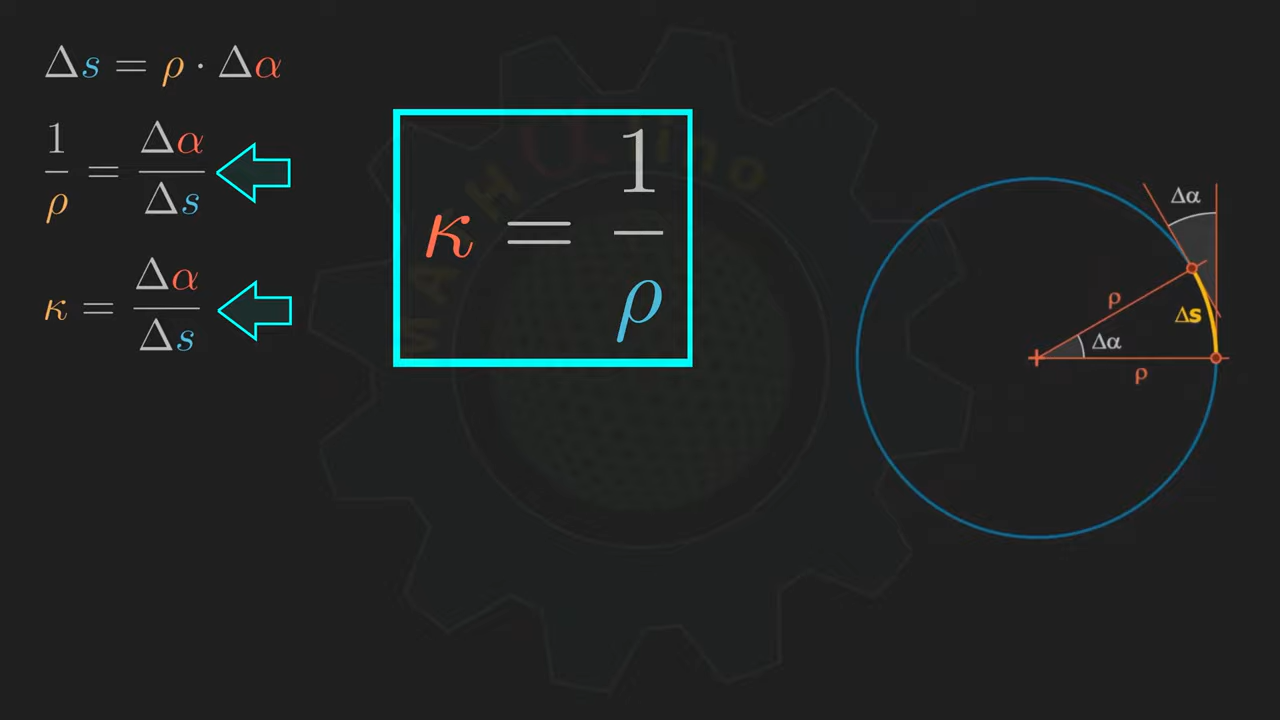 Δs = ρ · Δα
1/ρ = Δα/Δs
κ = Δα/Δs
κ = 1/ρ
Δα
ρ
Δs
Δα
ρ